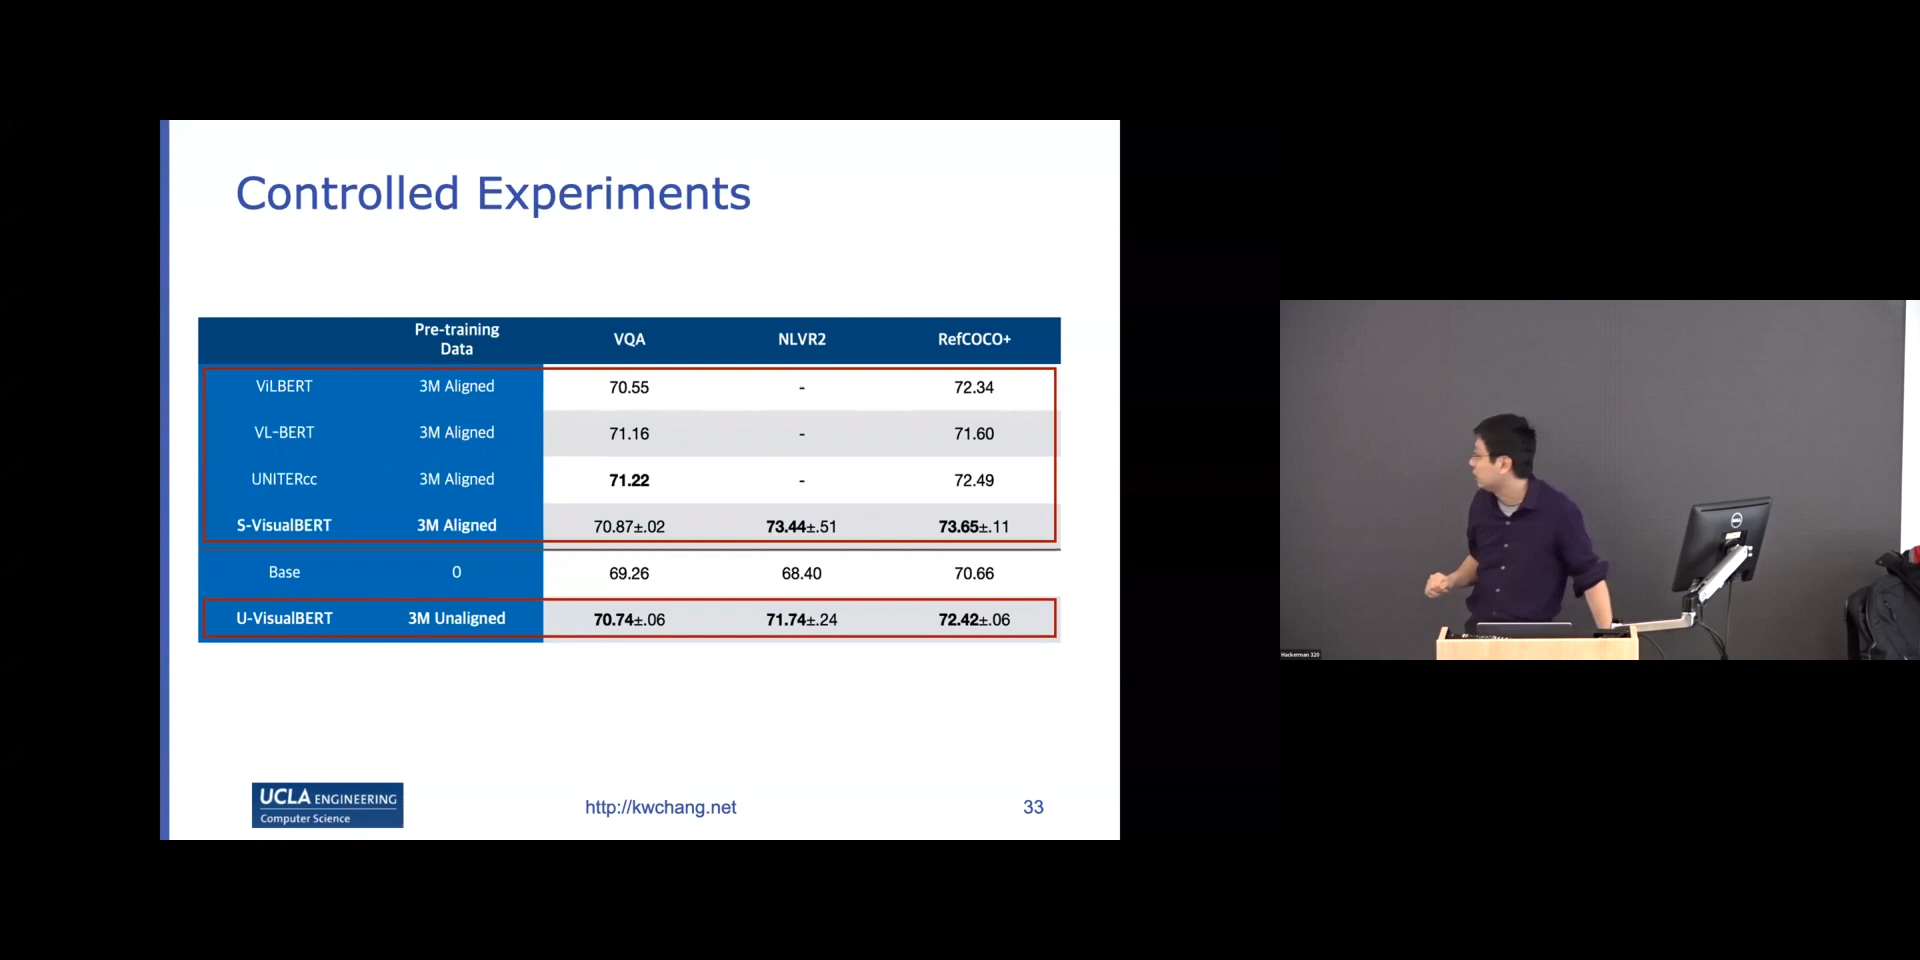 Controlled Experiments
Pre-training
Data
VQA
NLVR2
RefCOCO+
ViLBERT 3M Aligned 70.55 - 72.34
VL-BERT 3M Aligned 71.16 - 71.60
UNITERcc 3M Aligned 71.22 - 72.49
S-VisualBERT 3M Aligned 70.87±.02 73.44±.51 73.65±.11
Base 0 69.26 68.40 70.66
U-VisualBERT 3M Unaligned 70.74±.06 71.74±.24 72.42±.06
UCLA ENGINEERING
Computer Science
http://kwchang.net
33
DELL
Hackerman 320